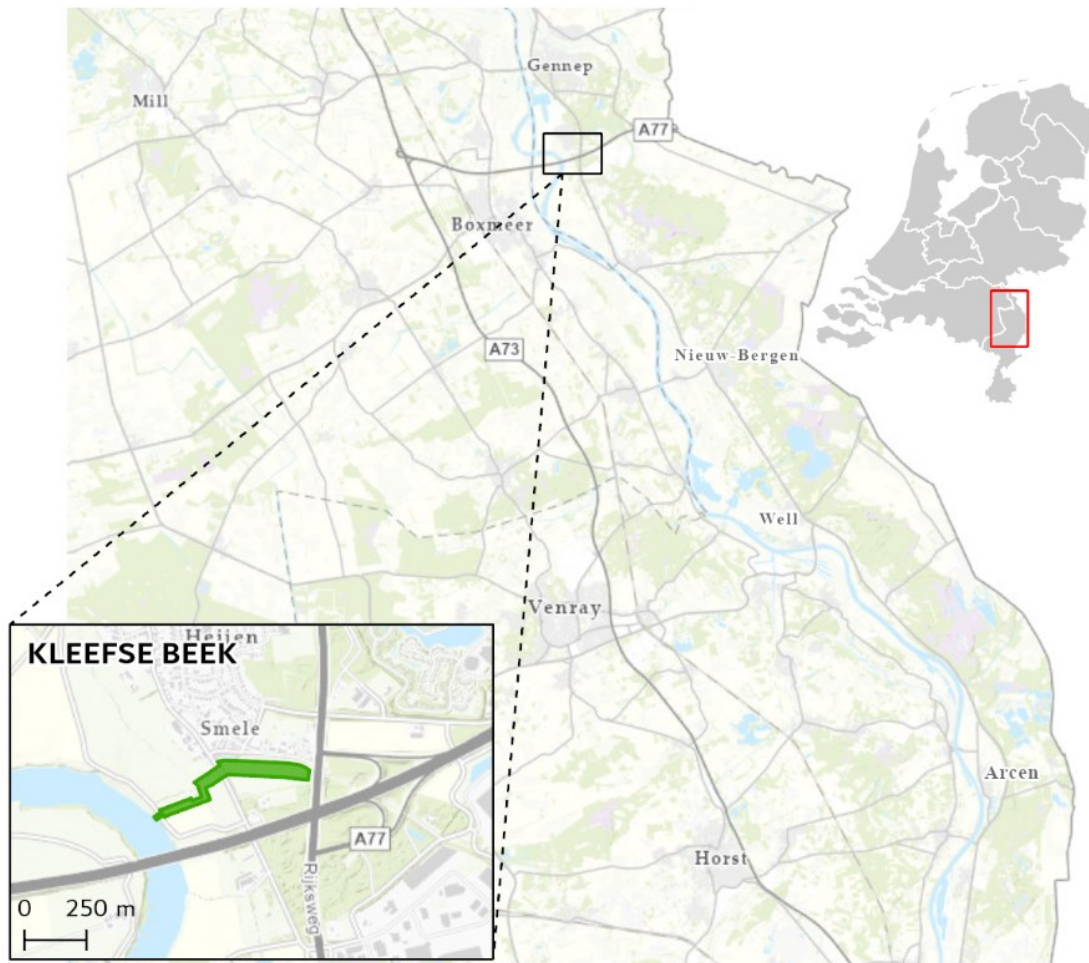 Gennep
Mill
A77
Boxmeer
A73
Nieuw-Bergen
Well
Venray
Heijen
KLEEFSE BEEK
Smele
Arcen
A77
Horst
Rijksweg
0 250 m